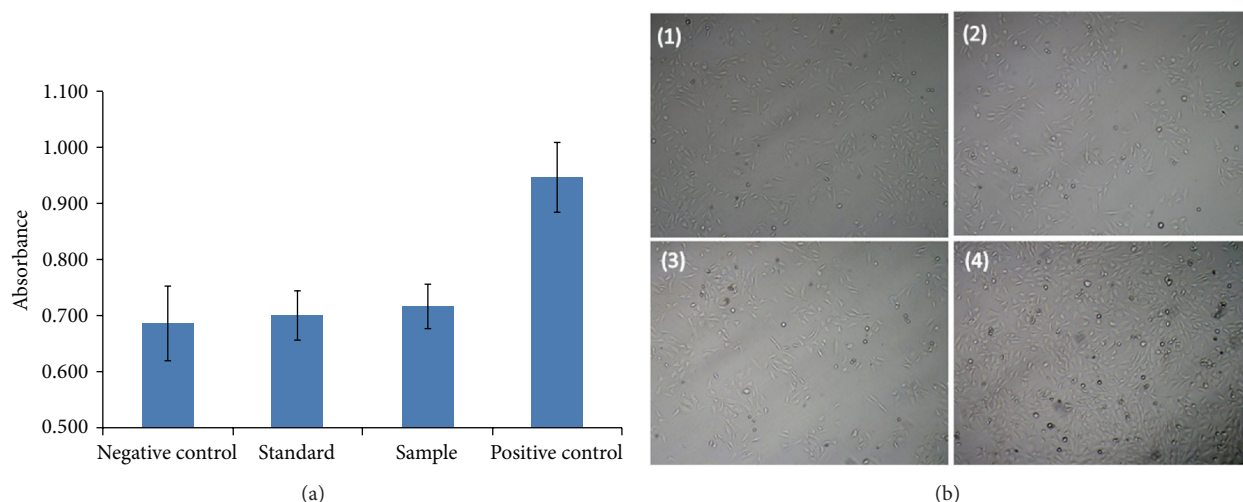 1.100
1.000
0.900
0.800
0.700
0.600
0.500
Absorbance
Negative control
Standard
Sample
Positive control
(a)
(1)
(2)
(3)
(4)
(b)